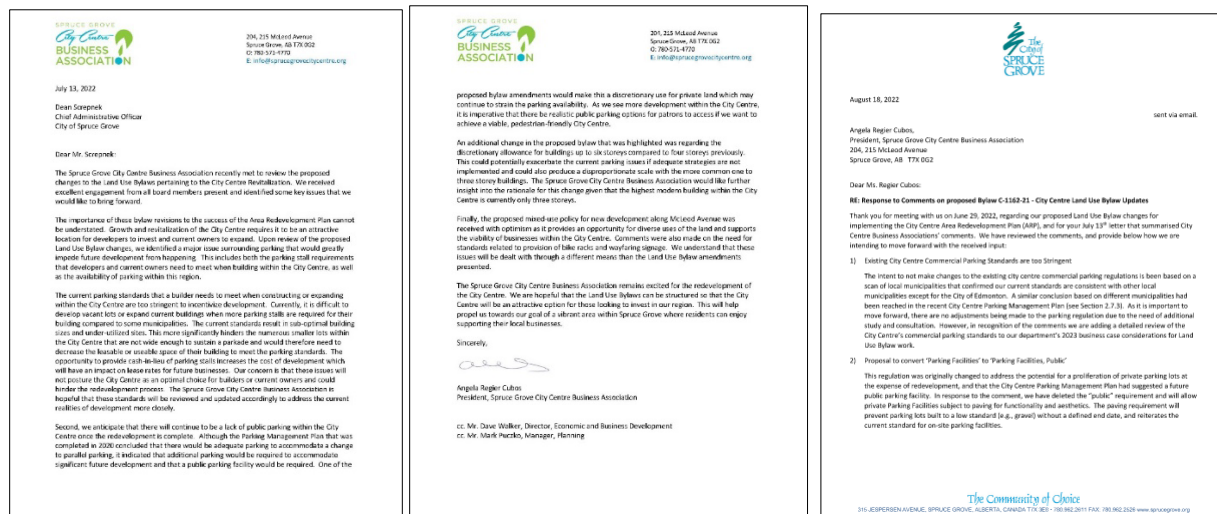 SPRUCE GROVE
City Centre
BUSINESS
ASSOCIATION
204, 215 McLeod Avenue
Spruce Grove, AB T7X 0G2
O: 780-571-4770
E: info@sprucegrovecitycentre.org
July 13, 2022
Dean Screpnek
Chief Administrative Officer
City of Spruce Grove
Dear Mr. Screpnek:
The Spruce Grove City Centre Business Association recently met to review the proposed
changes to the Land Use Bylaws pertaining to the City Centre Revitalization. We received
excellent engagement from all board members present and identified some key issues that we
would like to bring forward.
The importance of these bylaw revisions to the success of the Area Redevelopment Plan cannot
be understated. Growth and revitalization of the City Centre requires it to be an attractive
location for developers to invest and current owners to expand. Upon review of the proposed
Land Use Bylaw changes, we identified a major issue surrounding parking that would greatly
impede future development from happening. This includes both the parking stall requirements
that developers and current owners need to meet when building within the City Centre, as well
as the availability of parking within this region.
The current parking standards that a builder needs to meet when constructing or expanding
within the City Centre are too stringent to incentivize development. Currently, it is difficult to
develop vacant lots or expand current buildings when more parking stalls are required for their
building compared to some municipalities. The current standards result in sub-optimal building
sizes and under-utilized sites. This more significantly hinders the numerous smaller lots within
the City Centre that are not wide enough to sustain a parkade and would therefore need to
decrease the leasable or useable space of their building to meet the parking standards. The
opportunity to provide cash-in-lieu of parking stalls increases the cost of development which
will have an impact on lease rates for future businesses. Our concern is that these issues will
not posture the City Centre as an optimal choice for builders or current owners and could
hinder the redevelopment process. The Spruce Grove City Centre Business Association is
hopeful that these standards will be reviewed and updated accordingly to address the current
realities of development more closely.
Second, we anticipate that there will continue to be a lack of public parking within the City
Centre once the redevelopment is complete. Although the Parking Management Plan that was
completed in 2020 concluded that there would be adequate parking to accommodate a change
to parallel parking, it indicated that additional parking would be required to accommodate
significant future development and that a public parking facility would be required. One of the
SPRUCE GROVE
City Centre
BUSINESS
ASSOCIATION
204, 215 McLeod Avenue
Spruce Grove, AB T7X 0G2
O: 780-571-4770
E: info@sprucegrovecitycentre.org
proposed bylaw amendments would make this a discretionary use for private land which may
continue to strain the parking availability. As we see more development within the City Centre,
it is imperative that there be realistic public parking options for patrons to access if we want to
achieve a viable, pedestrian-friendly City Centre.
An additional change in the proposed bylaw that was highlighted was regarding the
discretionary allowance for buildings up to six storeys compared to four storeys previously.
This could potentially exacerbate the current parking issues if adequate strategies are not
implemented and could also produce a disproportionate scale with the more common one to
three storey buildings. The Spruce Grove City Centre Business Association would like further
insight into the rationale for this change given that the highest modern building within the City
Centre is currently only three storeys.
Finally, the proposed mixed-use policy for new development along McLeod Avenue was
received with optimism as it provides an opportunity for diverse uses of the land and supports
the viability of businesses within the City Centre. Comments were also made on the need for
standards related to provision of bike racks and wayfaring signage. We understand that these
issues will be dealt with through a different means than the Land Use Bylaw amendments
presented.
The Spruce Grove Business Association remains excited for the redevelopment of
the City Centre. We are hopeful that the Land Use Bylaws can be structured so that the City
Centre will be an attractive option for those looking to invest in our region. This will help
propel us towards our goal of a vibrant area within Spruce Grove where residents can enjoy
supporting their local businesses.
Sincerely,
Angela Regier Cubos
President, Spruce Grove City Centre Business Association
cc. Mr. Dave Walker, Director, Economic and Business Development
cc. Mr. Mark Puczko, Manager, Planning
The
City of
SPRUCE
GROVE
August 18, 2022
sent via email.
Angela Regier Cubos,
President, Spruce Grove City Centre Business Association
204, 215 McLeod Avenue
Spruce Grove, AB T7X 0G2
Dear Ms. Regier Cubos:
RE: Response to Comments on proposed Bylaw C-1162-21 - City Centre Land Use Bylaw Updates
Thank you for meeting with us on June 29, 2022, regarding our proposed Land Use Bylaw changes for
implementing the City Centre Area Redevelopment Plan (ARP), and for your July 13th letter that summarised City
Centre Business Associations' comments. We have reviewed the comments, and provide below how we are
intending to move forward with the received input:
1) Existing City Centre Commercial Parking Standards are too Stringent
The intent to not make changes to the existing city centre commercial parking regulations is been based on a
scan of local municipalities that confirmed our current standards are consistent with other local
municipalities except for the City of Edmonton. A similar conclusion based on different municipalities had
been reached in the recent City Centre Parking Management Plan (see Section 2.7.3). As it is important to
move forward, there are no adjustments being made to the parking regulation due to the need of additional
study and consultation. However, in recognition of the comments we are adding a detailed review of the
City Centre's commercial parking standards to our department's 2023 business case considerations for Land
Use Bylaw work.
2) Proposal to convert 'Parking Facilities' to 'Parking Facilities, Public'
This regulation was originally changed to address the potential for a proliferation of private parking lots at
the expense of redevelopment, and that the City Centre Parking Management Plan had suggested a future
public parking facility. In response to the comment, we have deleted the "public" requirement and will allow
private Parking Facilities subject to paving for functionality and aesthetics. The paving requirement will
prevent parking lots built to a low standard (e.g., gravel) without a defined end date, and reiterates the
current standard for on-site parking facilities.
The Community of Choice
315 JESPERSEN AVENUE, SPRUCE GROVE, ALBERTA, CANADA T7X 3E8 • 780.962.2611 FAX: 780.962.2526 www.sprucegrove.org